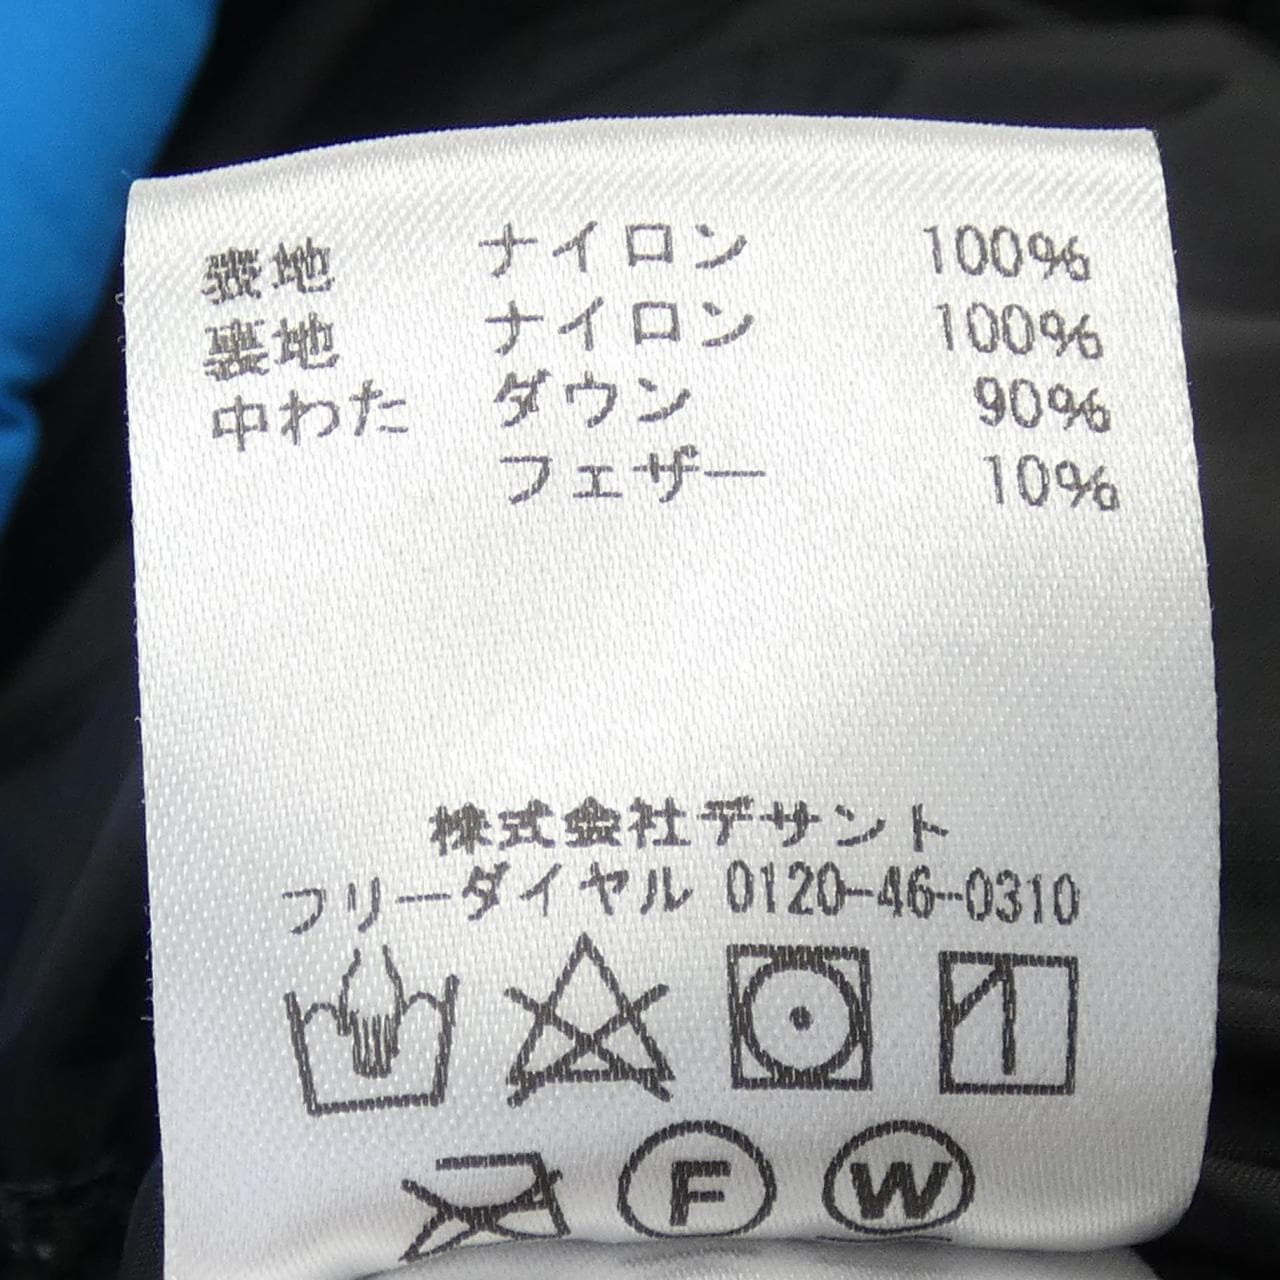 表地 ナイロン 100%
裏地 ナイロン 100%
中わた ダウン 90%
フェザー 10%
株式会社デサント
フリーダイヤル 0120-46-0310
F W